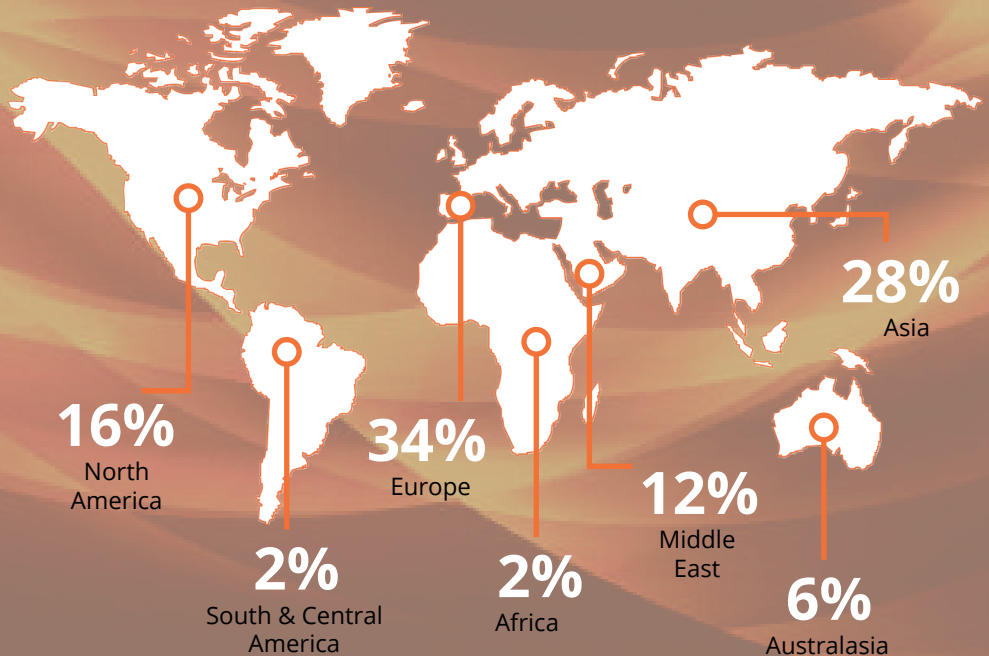 28%
Asia
16%
North
America
34%
Europe
12%
Middle
East
2%
South & Central
America
2%
Africa
6%
Australasia